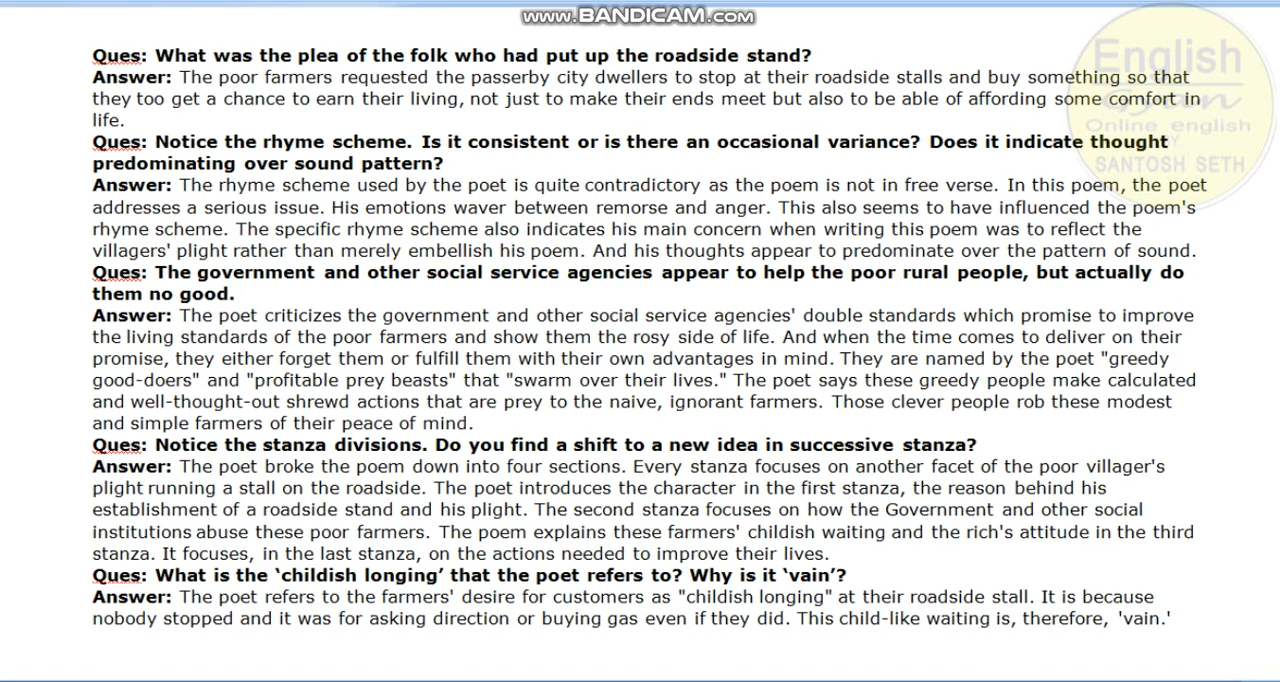 www.BANDICAM.com
Ques: What was the plea of the folk who had put up the roadside stand?
Answer: The poor farmers requested the passerby city dwellers to stop at their roadside stalls and buy something so that
they too get a chance to earn their living, not just to make their ends meet but also to be able of affording some comfort in
life.
Ques: Notice the rhyme scheme. Is it consistent or is there an occasional variance? Does it indicate thought
predominating over sound pattern?
Answer: The rhyme scheme used by the poet is quite contradictory as the poem is not in free verse. In this poem, the poet
addresses a serious issue. His emotions waver between remorse and anger. This also seems to have influenced the poem's
rhyme scheme. The specific rhyme scheme also indicates his main concern when writing this poem was to reflect the
villagers' plight rather than merely embellish his poem. And his thoughts appear to predominate over the pattern of sound.
Ques: The government and other social service agencies appear to help the poor rural people, but actually do
them no good.
Answer: The poet criticizes the government and other social service agencies' double standards which promise to improve
the living standards of the poor farmers and show them the rosy side of life. And when the time comes to deliver on their
promise, they either forget them or fulfill them with their own advantages in mind. They are named by the poet "greedy
good-doers" and "profitable prey beasts" that "swarm over their lives." The poet says these greedy people make calculated
and well-thought-out shrewd actions that are prey to the naive, ignorant farmers. Those clever people rob these modest
and simple farmers of their peace of mind.
Ques: Notice the stanza divisions. Do you find a shift to a new idea in successive stanza?
Answer: The poet broke the poem down into four sections. Every stanza focuses on another facet of the poor villager's
plight running a stall on the roadside. The poet introduces the character in the first stanza, the reason behind his
establishment of a roadside stand and his plight. The second stanza focuses on how the Government and other social
institutions abuse these poor farmers. The poem explains these farmers' childish waiting and the rich's attitude in the third
stanza. It focuses, in the last stanza, on the actions needed to improve their lives.
Ques: What is the ‘childish longing’ that the poet refers to? Why is it ‘vain’?
Answer: The poet refers to the farmers' desire for customers as "childish longing" at their roadside stall. It is because
nobody stopped and it was for asking direction or buying gas even if they did. This child-like waiting is, therefore, 'vain.'
English
Gyan
Online english
BY
SANTOSH SETH